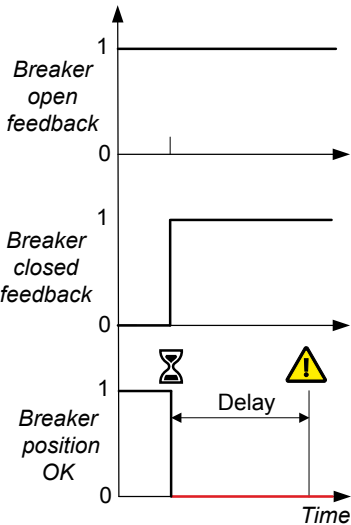 1
Breaker
open
feedback
0
1
Breaker
closed
feedback
0
1
Delay
Breaker
position
OK
0
Time